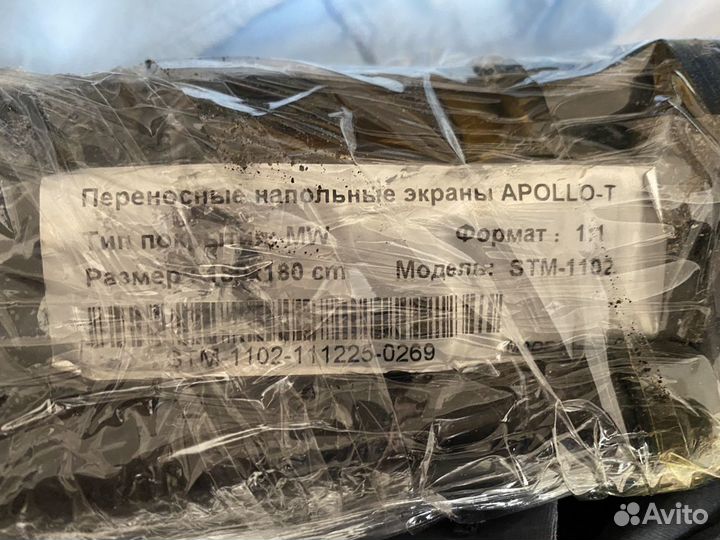 Переносные напольные экраны APOLLO-T
Тип покрытия: MW Формат : 1:1
Размер 180 cm Модель: STM-1102
STM-1102-111225-0269
Avito